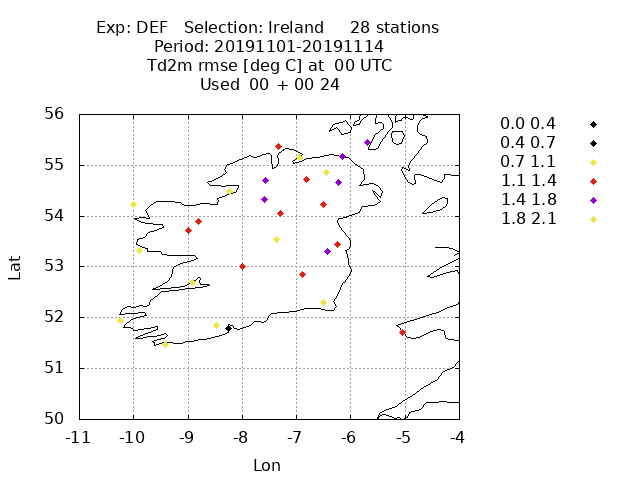 Exp: DEF Selection: Ireland 28 stations
Period: 20191101-20191114
Td2m rmse [deg C] at 00 UTC
Used 00 + 00 24
56
55
54
53
52
51
50
-11 -10 -9 -8 -7 -6 -5 -4
Lat
Lon
0.0 0.4
0.4 0.7
0.7 1.1
1.1 1.4
1.4 1.8
1.8 2.1